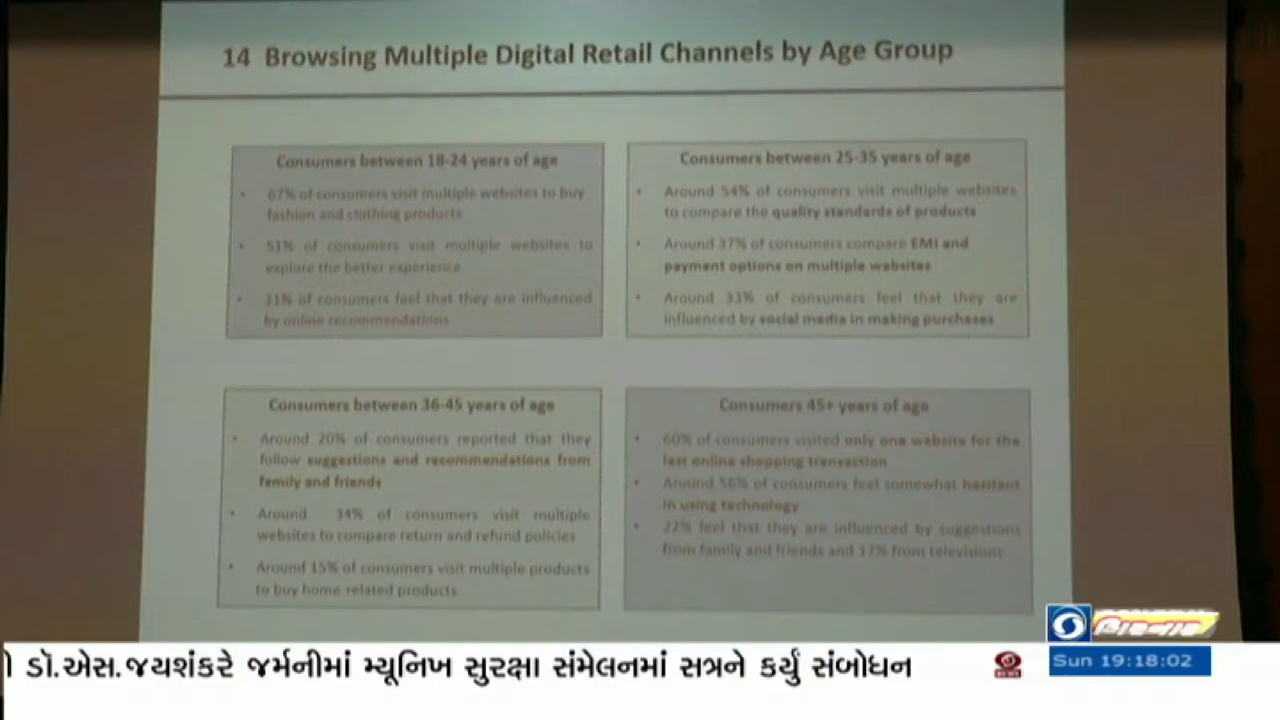 14 Browsing Multiple Digital Retail Channels by Age Group
Consumers between 18-24 years of age
• 67% of consumers visit multiple websites to buy
fashion and clothing products
• 51% of consumers visit multiple websites to
explore the better experience
• 21% of consumers feel that they are influenced
by online recommendations
Consumers between 25-35 years of age
• Around 54% of consumers visit multiple websites
to compare the quality standards of products
• Around 37% of consumers compare EMI and
payment options on multiple websites
• Around 33% of consumers feel that they are
influenced by social media in making purchases
Consumers between 36-45 years of age
• Around 20% of consumers reported that they
follow suggestions and recommendations from
family and friends
• Around 34% of consumers visit multiple
websites to compare return and refund policies
• Around 15% of consumers visit multiple products
to buy home related products
Consumers 45+ years of age
• 60% of consumers visited only one website for the
last online shopping transaction
• Around 56% of consumers feel somewhat hesitant
in using technology
• 22% feel that they are influenced by suggestions
from family and friends and 17% from televisions
ગિરનાર
Sun 19:18:02
ડૉ.એસ.જયશંકરે જર્મનીમાં મ્યૂનિખ સુરક્ષા સંમેલનમાં સત્રને કર્યું સંબોધન